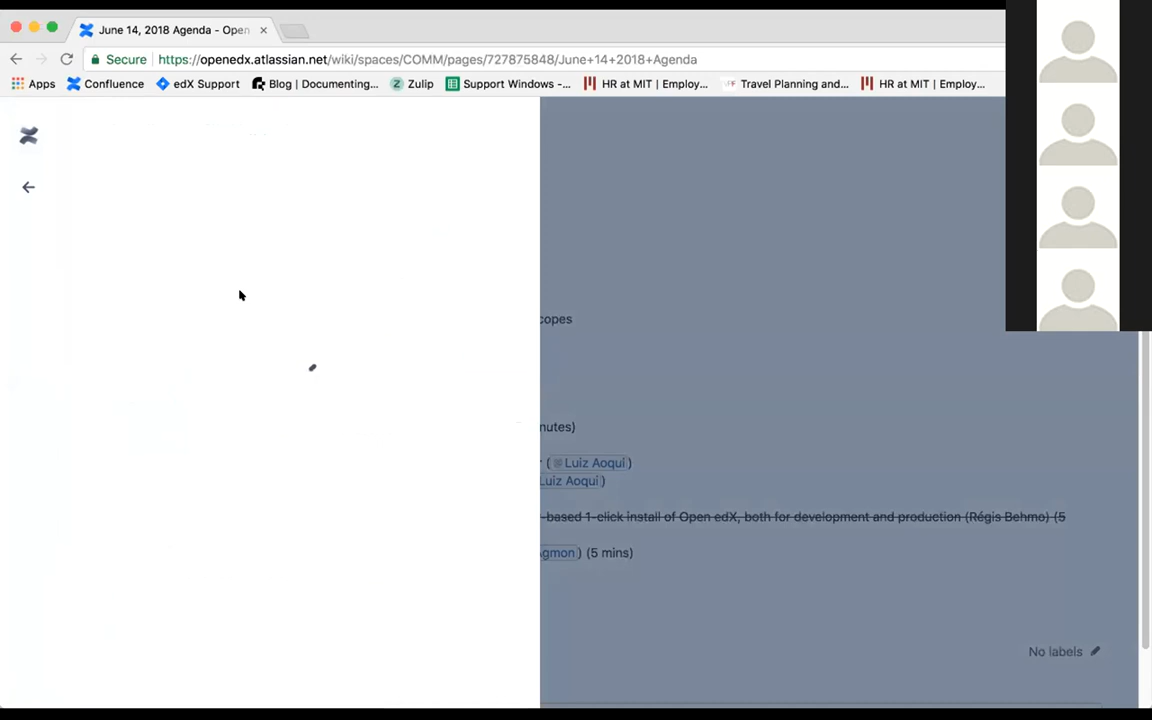 June 14, 2018 Agenda - Open
Secure https://openedx.atlassian.net/wiki/spaces/COMM/pages/727875848/June+14+2018+Agenda
Apps Confluence edX Support Blog | Documenting... Zulip Support Windows -... HR at MIT | Employ... Travel Planning and... HR at MIT | Employ...
copes
nutes)
r (Luiz Aoqui)
Luiz Aoqui)
-based 1-click install of Open edX, both for development and production (Régis Behmo) (5
Agmon) (5 mins)
No labels